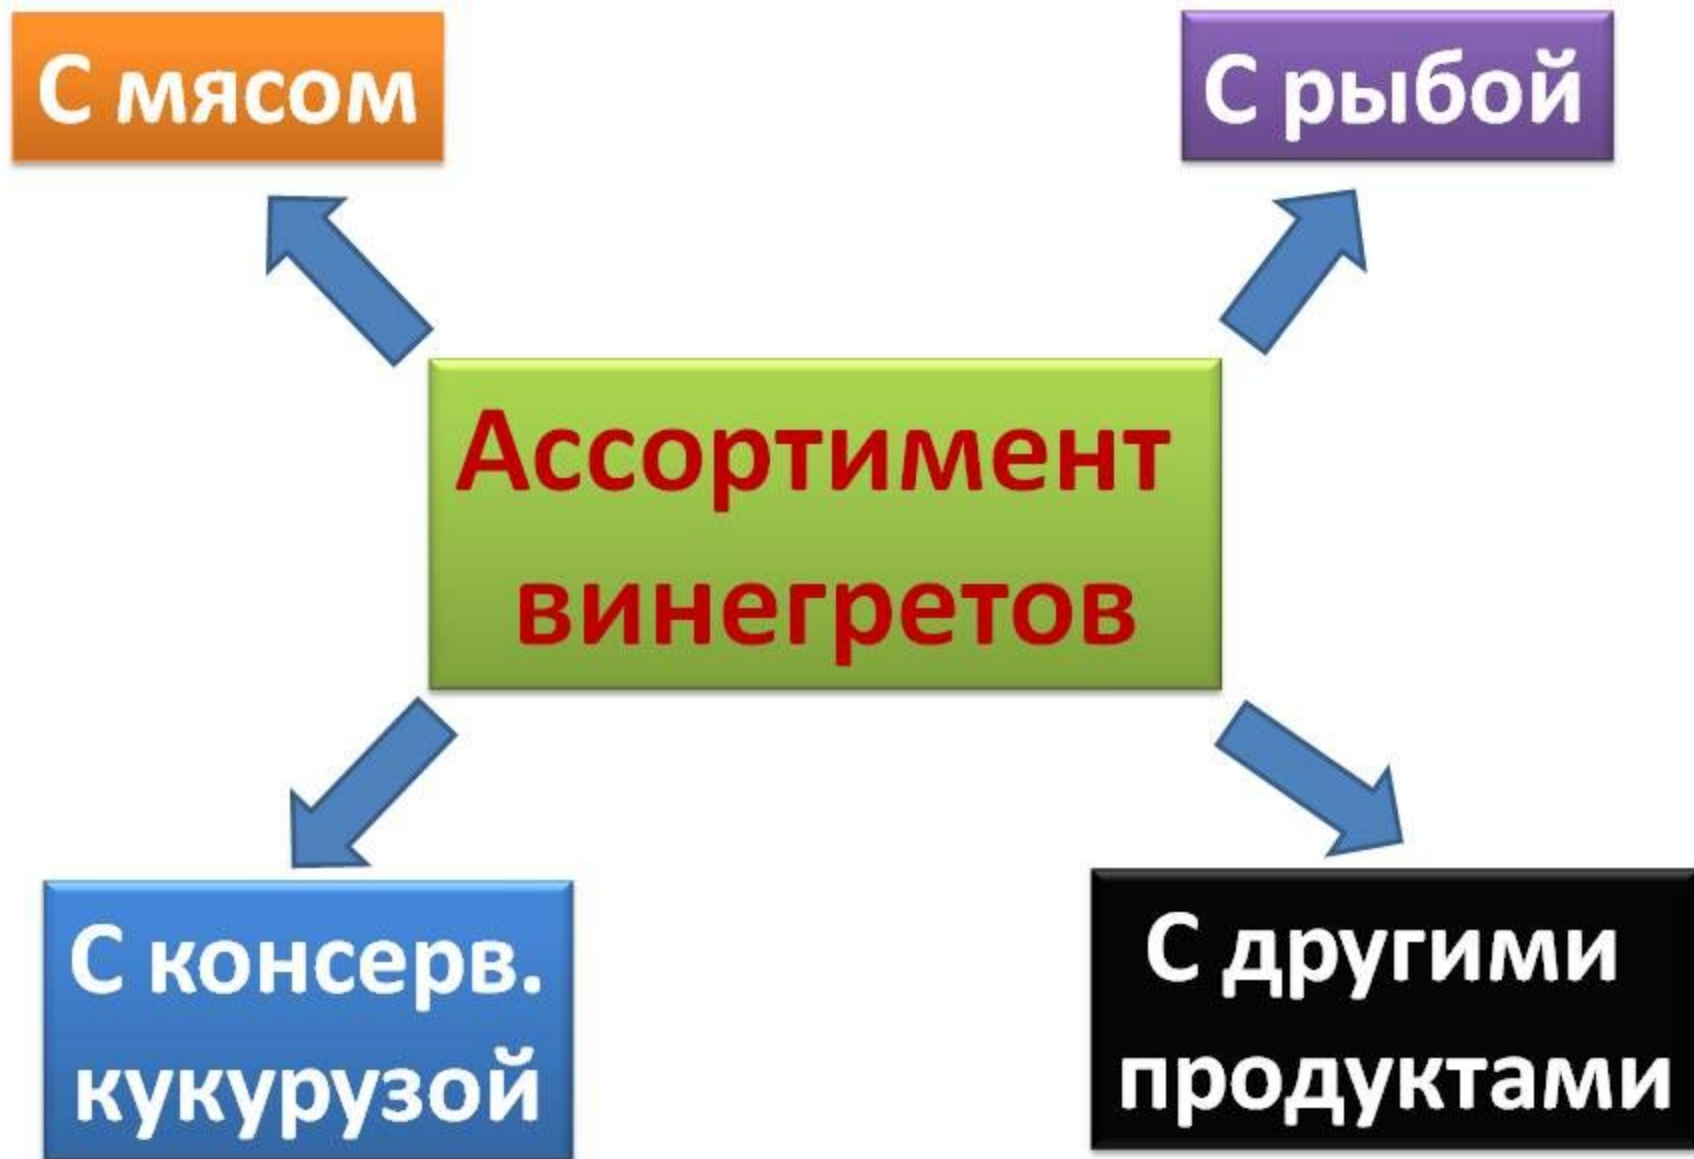 С мясом
С рыбой
Ассортимент
винегретов
С консерв.
кукурузой
С другими
продуктами